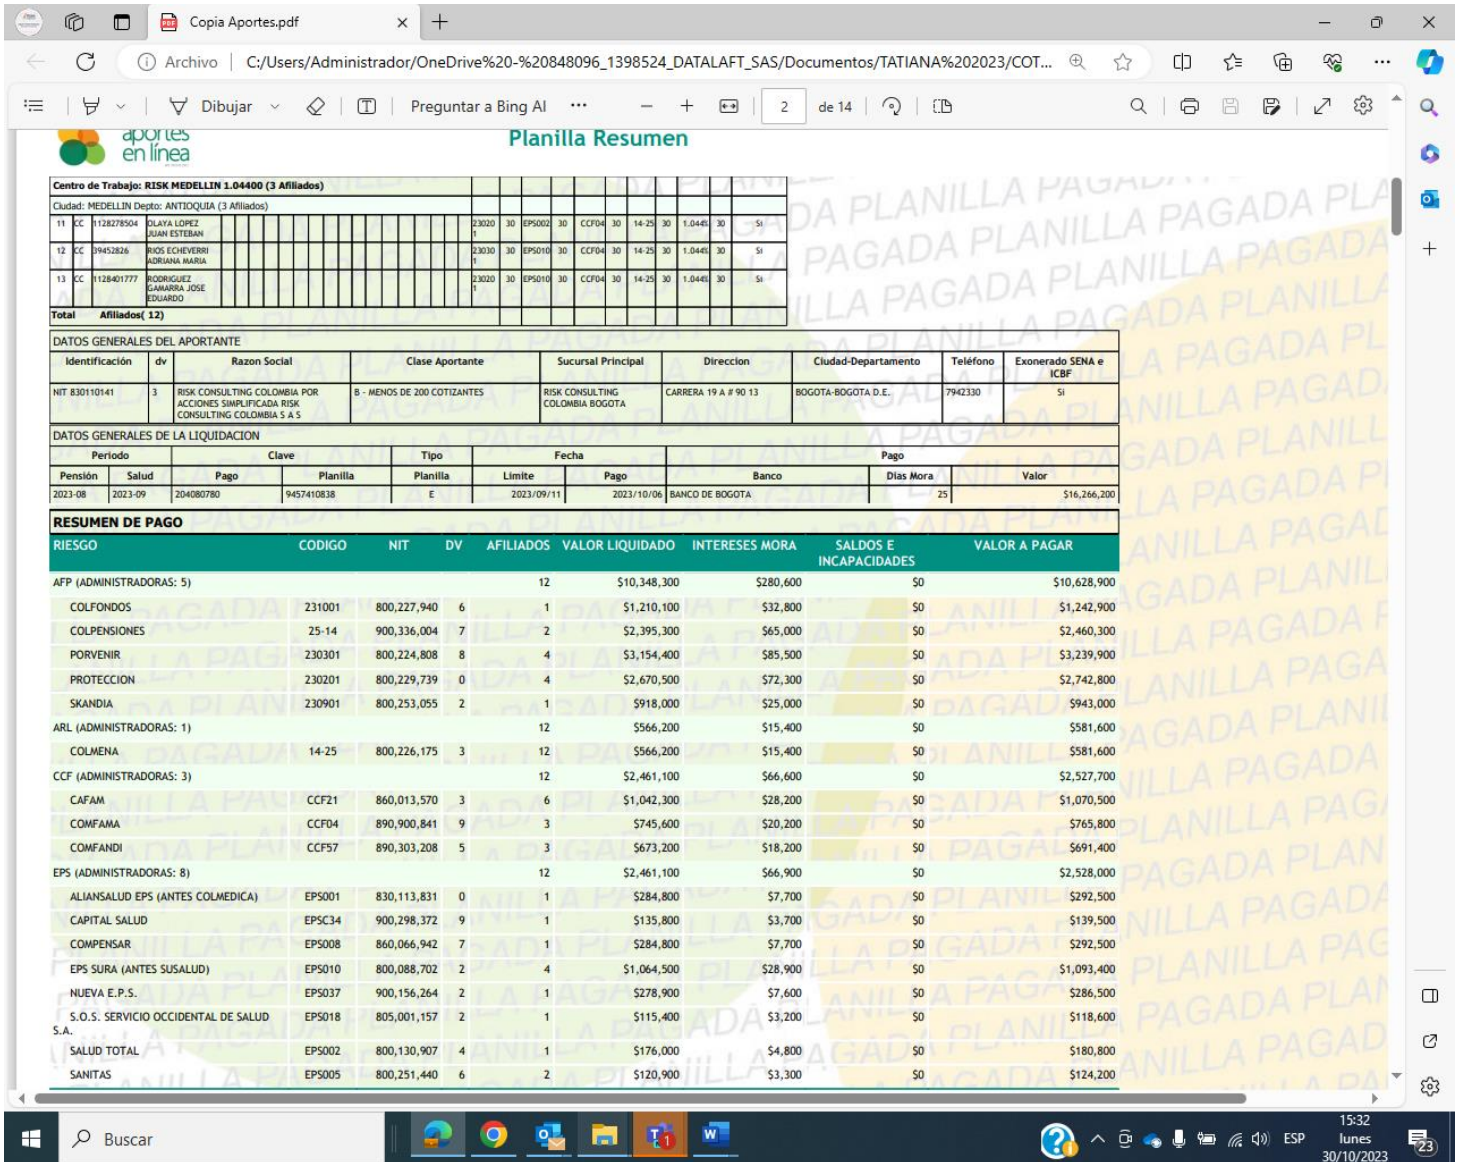 Copia Aportes.pdf
Archivo | C:/Users/Administrador/OneDrive%20-%20848096_1398524_DATALAFT_SAS/Documentos/TATIANA%202023/COT...
Dibujar Preguntar a Bing AI 2 de 14
aportes
en línea
Planilla Resumen
Centro de Trabajo: RISK MEDELLIN 1.04400 (3 Afiliados)
Ciudad: MEDELLIN Depto: ANTIOQUIA (3 Afiliados)
11 CC 1128278504 OLAYA LOPEZ JUAN ESTEBAN 230201 30 EPS002 30 CCF04 30 14-25 30 1.044% 30 Si
12 CC 39452826 RIOS ECHEVERRI ADRIANA MARIA 230301 30 EPS010 30 CCF04 30 14-25 30 1.044% 30 Si
13 CC 1128401777 RODRIGUEZ GAMARRA JOSE EDUARDO 230201 30 EPS010 30 CCF04 30 14-25 30 1.044% 30 Si
Total Afiliados( 12)
DATOS GENERALES DEL APORTANTE
Identificación dv Razon Social Clase Aportante Sucursal Principal Direccion Ciudad-Departamento Teléfono Exonerado SENA e ICBF
NIT 830110141 3 RISK CONSULTING COLOMBIA POR ACCIONES SIMPLIFICADA RISK CONSULTING COLOMBIA S A S B - MENOS DE 200 COTIZANTES RISK CONSULTING COLOMBIA BOGOTA CARRERA 19 A # 90 13 BOGOTA-BOGOTA D.E. 7942330 Si
DATOS GENERALES DE LA LIQUIDACION
Periodo Clave Tipo Fecha Pago
Pensión Salud Pago Planilla Planilla Limite Pago Banco Dias Mora Valor
2023-08 2023-09 204080780 9457410838 E 2023/09/11 2023/10/06 BANCO DE BOGOTA 25 $16,266,200
RESUMEN DE PAGO
RIESGO CODIGO NIT DV AFILIADOS VALOR LIQUIDADO INTERESES MORA SALDOS E INCAPACIDADES VALOR A PAGAR
AFP (ADMINISTRADORAS: 5) 12 $10,348,300 $280,600 $0 $10,628,900
COLFONDOS 231001 800,227,940 6 1 $1,210,100 $32,800 $0 $1,242,900
COLPENSIONES 25-14 900,336,004 7 2 $2,395,300 $65,000 $0 $2,460,300
PORVENIR 230301 800,224,808 8 4 $3,154,400 $85,500 $0 $3,239,900
PROTECCION 230201 800,229,739 0 4 $2,670,500 $72,300 $0 $2,742,800
SKANDIA 230901 800,253,055 2 1 $918,000 $25,000 $0 $943,000
ARL (ADMINISTRADORAS: 1) 12 $566,200 $15,400 $0 $581,600
COLMENA 14-25 800,226,175 3 12 $566,200 $15,400 $0 $581,600
CCF (ADMINISTRADORAS: 3) 12 $2,461,100 $66,600 $0 $2,527,700
CAFAM CCF21 860,013,570 3 6 $1,042,300 $28,200 $0 $1,070,500
COMFAMA CCF04 890,900,841 9 3 $745,600 $20,200 $0 $765,800
COMFANDI CCF57 890,303,208 5 3 $673,200 $18,200 $0 $691,400
EPS (ADMINISTRADORAS: 8) 12 $2,461,100 $66,900 $0 $2,528,000
ALIANSALUD EPS (ANTES COLMEDICA) EPS001 830,113,831 0 1 $284,800 $7,700 $0 $292,500
CAPITAL SALUD EPSC34 900,298,372 9 1 $135,800 $3,700 $0 $139,500
COMPENSAR EPS008 860,066,942 7 1 $284,800 $7,700 $0 $292,500
EPS SURA (ANTES SUSALUD) EPS010 800,088,702 2 4 $1,064,500 $28,900 $0 $1,093,400
NUEVA E.P.S. EPS037 900,156,264 2 1 $278,900 $7,600 $0 $286,500
S.O.S. SERVICIO OCCIDENTAL DE SALUD S.A. EPS018 805,001,157 2 1 $115,400 $3,200 $0 $118,600
SALUD TOTAL EPS002 800,130,907 4 1 $176,000 $4,800 $0 $180,800
SANITAS EPS005 800,251,440 6 2 $120,900 $3,300 $0 $124,200
Buscar
ESP
15:32
lunes
30/10/2023
23